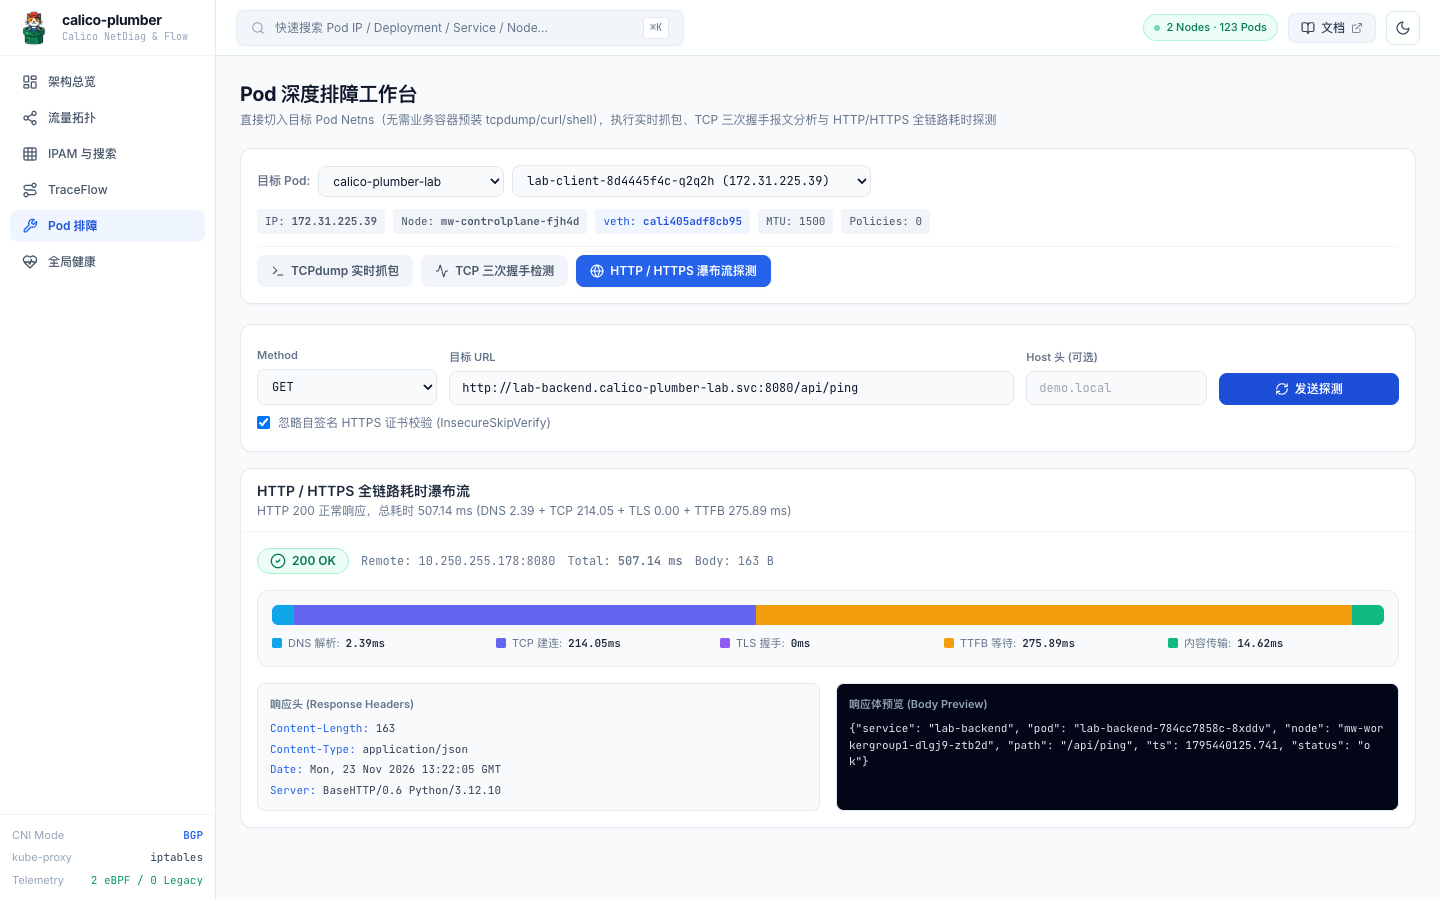 calico-plumber
Calico NetDiag & Flow
快速搜索 Pod IP / Deployment / Service / Node...
⌘K
2 Nodes · 123 Pods
文档
架构总览
流量拓扑
IPAM 与搜索
TraceFlow
Pod 排障
全局健康
Pod 深度排障工作台
直接切入目标 Pod Netns（无需业务容器预装 tcpdump/curl/shell），执行实时抓包、TCP 三次握手报文分析与 HTTP/HTTPS 全链路耗时探测
目标 Pod:
calico-plumber-lab
lab-client-8d4445f4c-q2q2h (172.31.225.39)
IP: 172.31.225.39
Node: mw-controlplane-fjh4d
veth: cali405adf8cb95
MTU: 1500
Policies: 0
TCPdump 实时抓包
TCP 三次握手检测
HTTP / HTTPS 瀑布流探测
Method
目标 URL
Host 头 (可选)
GET
http://lab-backend.calico-plumber-lab.svc:8080/api/ping
demo.local
发送探测
忽略自签名 HTTPS 证书校验 (InsecureSkipVerify)
HTTP / HTTPS 全链路耗时瀑布流
HTTP 200 正常响应，总耗时 507.14 ms (DNS 2.39 + TCP 214.05 + TLS 0.00 + TTFB 275.89 ms)
200 OK
Remote: 10.250.255.178:8080
Total: 507.14 ms
Body: 163 B
DNS 解析: 2.39ms
TCP 建连: 214.05ms
TLS 握手: 0ms
TTFB 等待: 275.89ms
内容传输: 14.62ms
响应头 (Response Headers)
Content-Length: 163
Content-Type: application/json
Date: Mon, 23 Nov 2026 13:22:05 GMT
Server: BaseHTTP/0.6 Python/3.12.10
响应体预览 (Body Preview)
{"service": "lab-backend", "pod": "lab-backend-784cc7858c-8xddv", "node": "mw-wor
kergroup1-dlgj9-ztb2d", "path": "/api/ping", "ts": 1795440125.741, "status": "o
k"}
CNI Mode
BGP
kube-proxy
iptables
Telemetry
2 eBPF / 0 Legacy